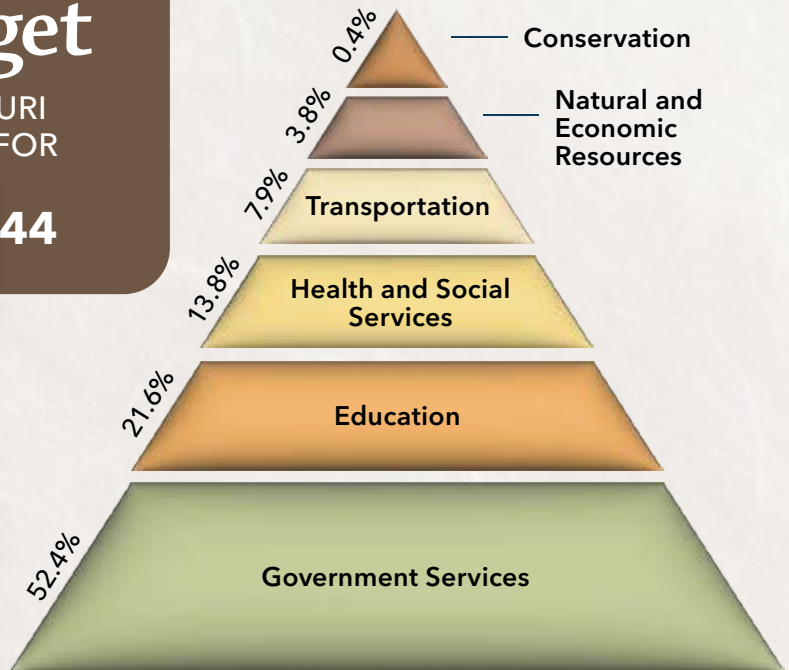 get
URI
FOR
44
0.4%
Conservation
3.8%
Natural and
Economic
Resources
7.9%
Transportation
13.8%
Health and Social
Services
21.6%
Education
52.4%
Government Services